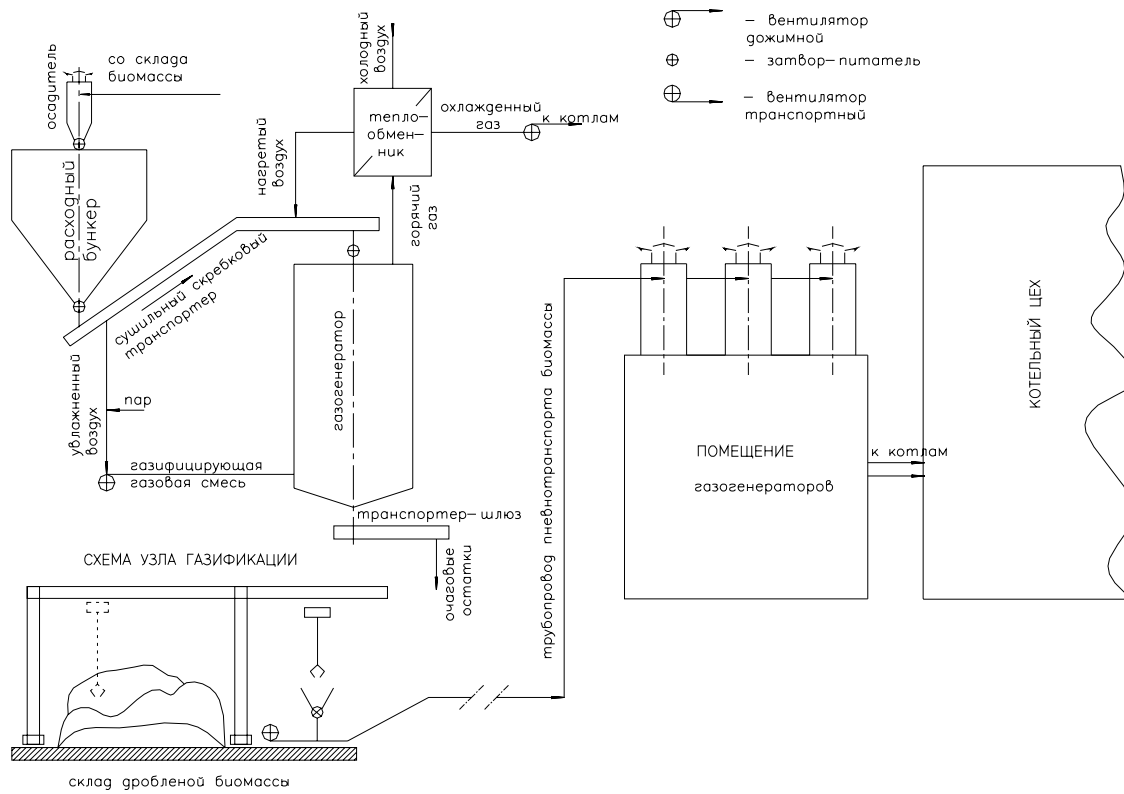 осадитель
со склада
биомассы
расходный
бункер
холодный
воздух
тепло-
обмен-
ник
охлажденный
газ
к котлам
нагретый
воздух
горячий
газ
сушильный скребковый
транспортер
газогенератор
увлажненный
воздух
пар
газифицирующая
газовая смесь
транспортер-шлюз
очаговые
остатки
СХЕМА УЗЛА ГАЗИФИКАЦИИ
склад дробленой биомассы
трубопровод пневнотранспорта биомассы
- вентилятор
дожимной
- затвор-питатель
- вентилятор
транспортный
ПОМЕЩЕНИЕ
газогенераторов
к котлам
КОТЕЛЬНЫЙ ЦЕХ